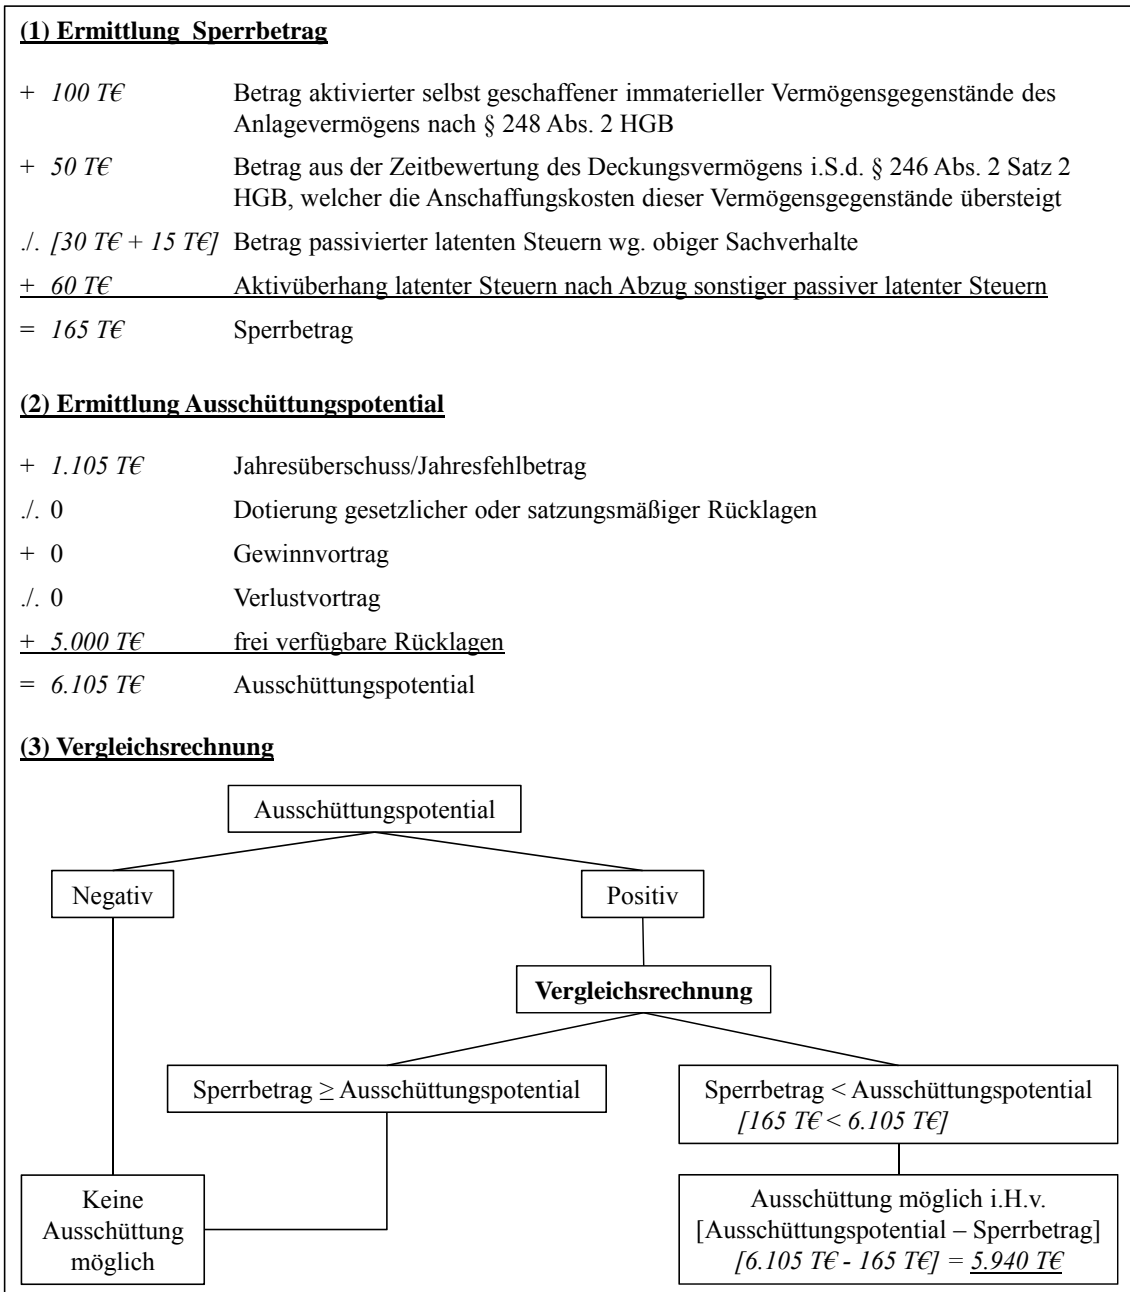 (1) Ermittlung Sperrbetrag
+ 100 T€ Betrag aktivierter selbst geschaffener immaterieller Vermögensgegenstände des
Anlagevermögens nach § 248 Abs. 2 HGB
+ 50 T€ Betrag aus der Zeitbewertung des Deckungsvermögens i.S.d. § 246 Abs. 2 Satz 2
HGB, welcher die Anschaffungskosten dieser Vermögensgegenstände übersteigt
./. [30 T€ + 15 T€] Betrag passivierter latenten Steuern wg. obiger Sachverhalte
+ 60 T€ Aktivüberhang latenter Steuern nach Abzug sonstiger passiver latenter Steuern
= 165 T€ Sperrbetrag
(2) Ermittlung Ausschüttungspotential
+ 1.105 T€ Jahresüberschuss/Jahresfehlbetrag
./. 0 Dotierung gesetzlicher oder satzungsmäßiger Rücklagen
+ 0 Gewinnvortrag
./. 0 Verlustvortrag
+ 5.000 T€ frei verfügbare Rücklagen
= 6.105 T€ Ausschüttungspotential
(3) Vergleichsrechnung
Ausschüttungspotential
Negativ
Positiv
Vergleichsrechnung
Sperrbetrag ≥ Ausschüttungspotential
Sperrbetrag < Ausschüttungspotential
[165 T€ < 6.105 T€]
Keine
Ausschüttung
möglich
Ausschüttung möglich i.H.v.
[Ausschüttungspotential – Sperrbetrag]
[6.105 T€ - 165 T€] = 5.940 T€